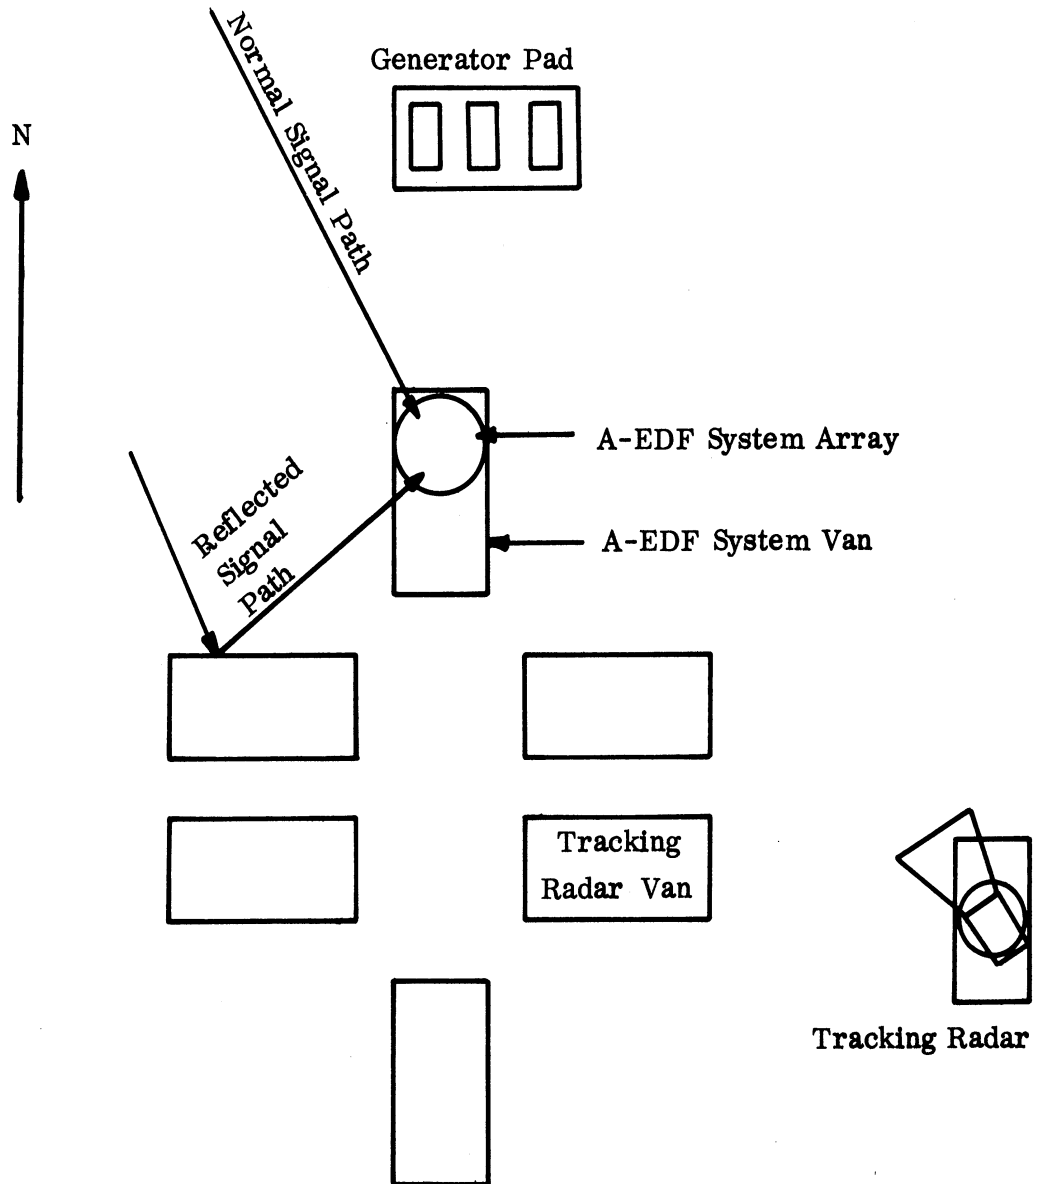 Normal Signal Path
Generator Pad
N
A-EDF System Array
Reflected
Signal
Path
A-EDF System Van
Tracking
Radar Van
Tracking Radar